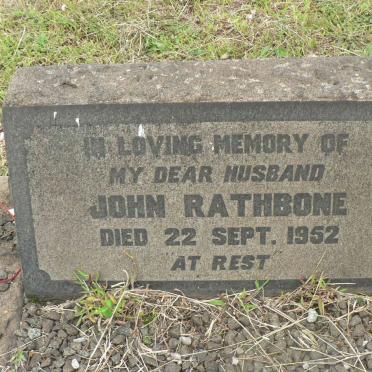 IN LOVING MEMORY OF
MY DEAR HUSBAND
JOHN RATHBONE
DIED 22 SEPT. 1952
AT REST